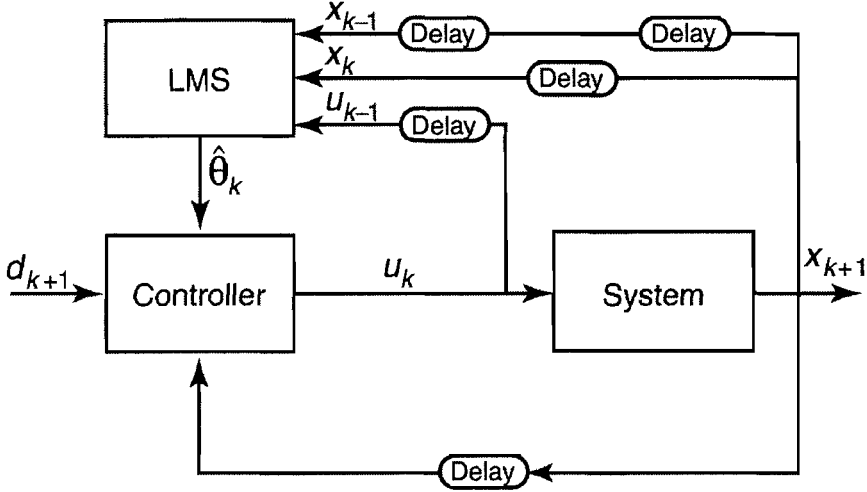 x_{k–1} Delay Delay
LMS
x_k Delay
u_{k–1} Delay
θ̂_k
d_{k+1} Controller u_k System x_{k+1}
Delay